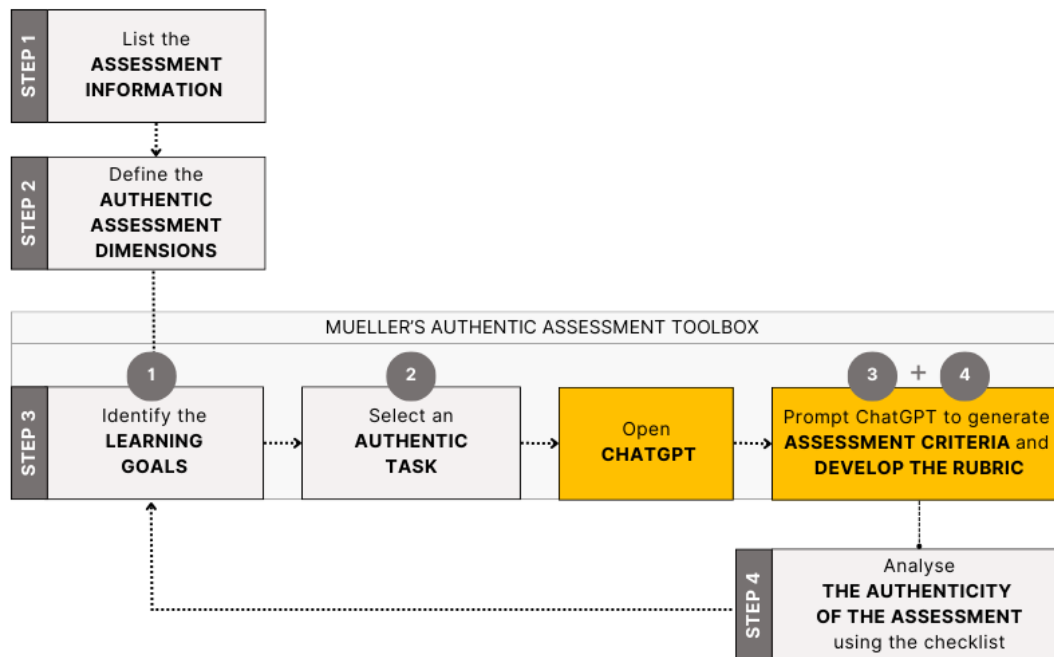 STEP 1
List the
ASSESSMENT
INFORMATION
STEP 2
Define the
AUTHENTIC
ASSESSMENT
DIMENSIONS
MUELLER'S AUTHENTIC ASSESSMENT TOOLBOX
STEP 3
1
Identify the
LEARNING
GOALS
2
Select an
AUTHENTIC
TASK
Open
CHATGPT
3 + 4
Prompt ChatGPT to generate
ASSESSMENT CRITERIA and
DEVELOP THE RUBRIC
STEP 4
Analyse
THE AUTHENTICITY
OF THE ASSESSMENT
using the checklist